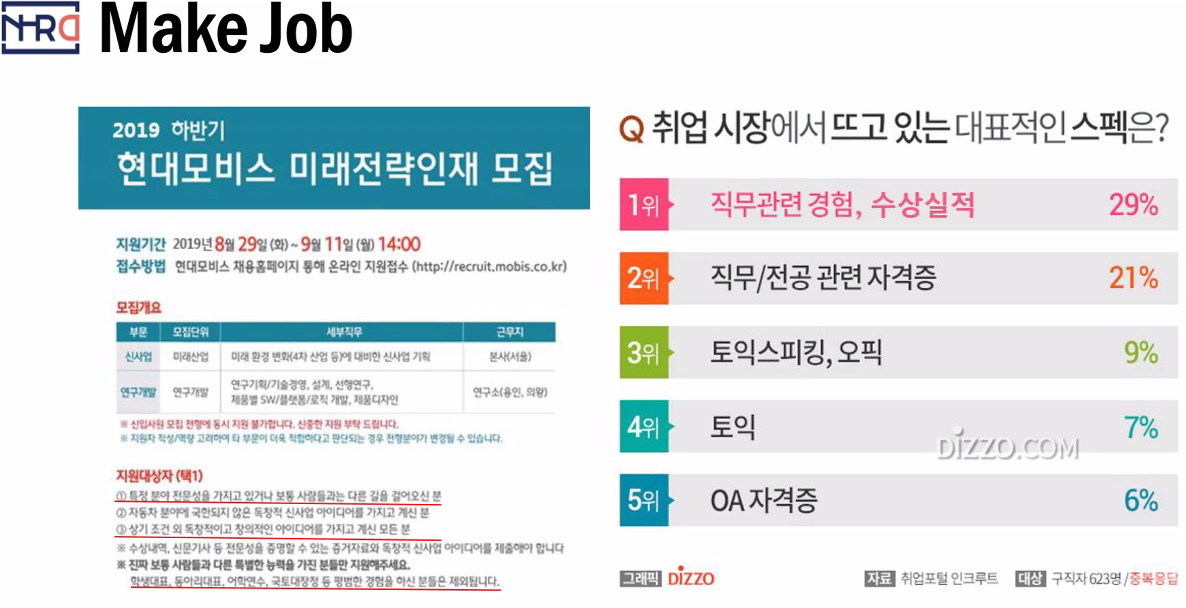 NHRD Make Job
2019 하반기
현대모비스 미래전략인재 모집
지원기간 2019년 8월 29일 (화) ~ 9월 11일 (월) 14:00
접수방법 현대모비스 채용홈페이지 통해 온라인 지원접수 (http://recruit.mobis.co.kr)
모집개요
부문 모집단위 세부직무 근무지
신사업 미래산업 미래 환경 변화(4차 산업 등)에 대비한 신사업 기획 본사(서울)
연구개발 연구개발 연구기획/기술경영, 설계, 선행연구,
제품별 SW/플랫폼/로직 개발, 제품디자인 연구소(용인, 의왕)
※ 신입사원 모집 전형에 동시 지원 불가합니다. 신중한 지원 부탁 드립니다.
※ 지원자 적성/역량 고려하여 타 부문이 더욱 적합하다고 판단되는 경우 전형분야가 변경될 수 있습니다.
지원대상자 (택1)
① 특정 분야 전문성을 가지고 있거나 보통 사람들과는 다른 길을 걸어오신 분
② 자동차 분야에 국한되지 않은 독창적 신사업 아이디어를 가지고 계신 분
③ 상기 조건 외 독창적이고 창의적인 아이디어를 가지고 계신 모든 분
※ 수상내역, 신문기사 등 전문성을 증명할 수 있는 증거자료와 독창적 신사업 아이디어를 제출해야 합니다
※ 진짜 보통 사람들과 다른 특별한 능력을 가진 분들만 지원해주세요.
학생대표, 동아리대표, 어학연수, 국토대장정 등 평범한 경험을 하신 분들은 제외됩니다.
Q 취업 시장에서 뜨고 있는 대표적인 스펙은?
1위 직무관련 경험, 수상실적 29%
2위 직무/전공 관련 자격증 21%
3위 토익스피킹, 오픽 9%
4위 토익 7%
DIZZO.COM
5위 OA 자격증 6%
그래픽 DIZZO 자료 취업포털 인크루트 대상 구직자 623명 /중복응답